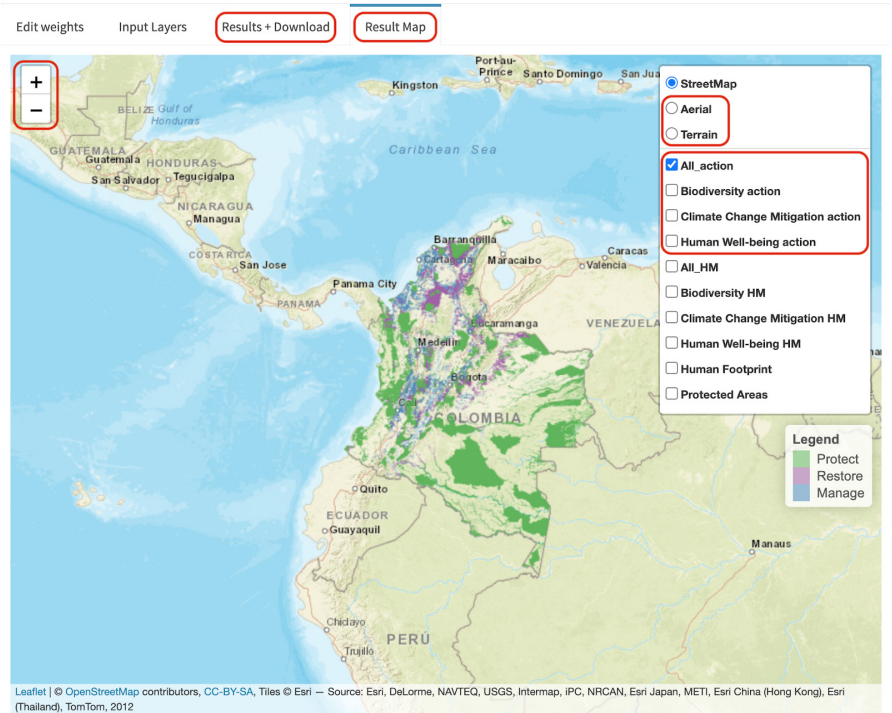 Edit weights
Input Layers
Results + Download
Result Map
+
−
StreetMap
Aerial
Terrain
All_action
Biodiversity action
Climate Change Mitigation action
Human Well-being action
All_HM
Biodiversity HM
Climate Change Mitigation HM
Human Well-being HM
Human Footprint
Protected Areas
Legend
Protect
Restore
Manage
Port-au-
Prince
Santo Domingo
San Jua
Kingston
BELIZE
Gulf of
Honduras
GUATEMALA
Guatemala
HONDURAS
San Salvador
Tegucigalpa
Caribbean Sea
NICARAGUA
Managua
COSTA RICA
San Jose
Barranquilla
Cartagena
Maracaibo
Caracas
Valencia
Panama City
PANAMA
Bucaramanga
VENEZUELA
Medellin
Bogota
Cali
COLOMBIA
Quito
ECUADOR
Guayaquil
Manaus
Chiclayo
PERÚ
Trujillo
Leaflet | © OpenStreetMap contributors, CC-BY-SA, Tiles © Esri — Source: Esri, DeLorme, NAVTEQ, USGS, Intermap, iPC, NRCAN, Esri Japan, METI, Esri China (Hong Kong), Esri
(Thailand), TomTom, 2012